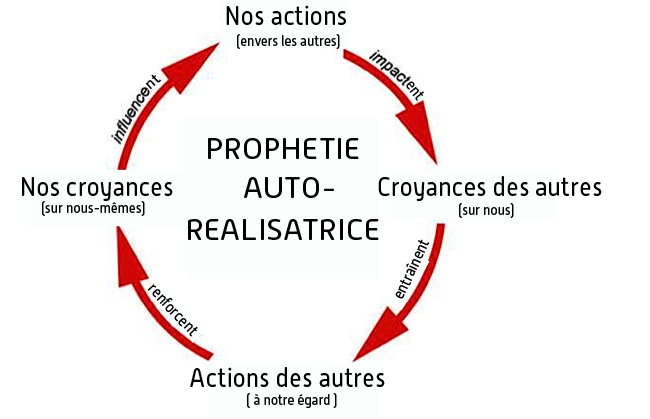 Nos actions
(envers les autres)
impactent
influencent
PROPHETIE
AUTO-
REALISATRICE
Nos croyances
(sur nous-mêmes)
Croyances des autres
(sur nous)
entraînent
renforcent
Actions des autres
( à notre égard )